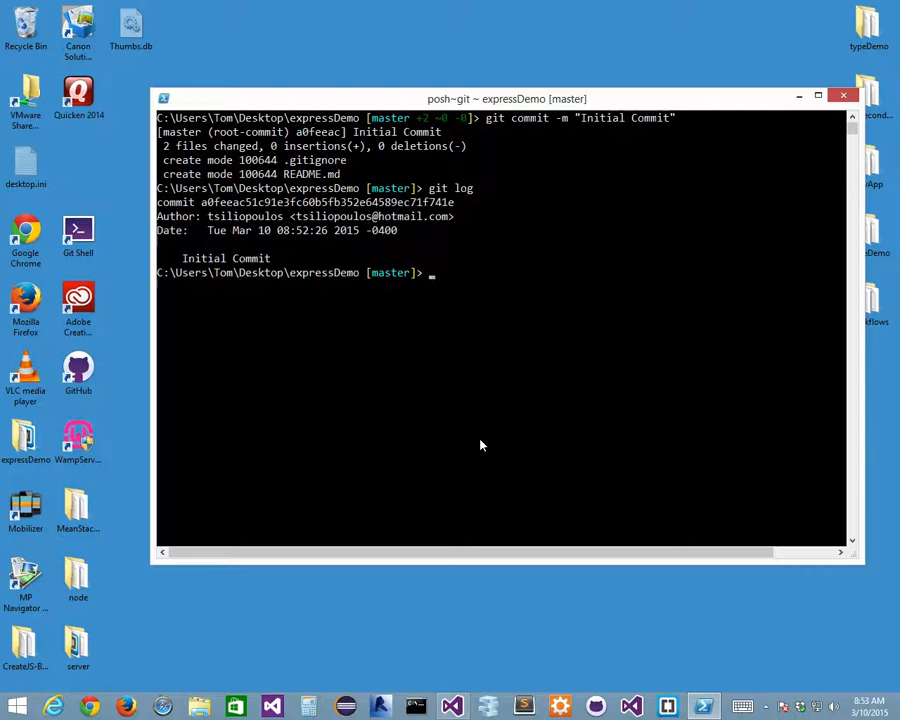 Recycle Bin
Canon
Soluti...
Thumbs.db
typeDemo
posh~git ~ expressDemo [master]
C:\Users\Tom\Desktop\expressDemo [master +2 ~0 -0]> git commit -m "Initial Commit"
[master (root-commit) a0feeac] Initial Commit
2 files changed, 0 insertions(+), 0 deletions(-)
create mode 100644 .gitignore
create mode 100644 README.md
C:\Users\Tom\Desktop\expressDemo [master]> git log
commit a0feeac51c91e3fc60b5fb352e64589ec71f741e
Author: tsiliopoulos <tsiliopoulos@hotmail.com>
Date:   Tue Mar 10 08:52:26 2015 -0400
Initial Commit
C:\Users\Tom\Desktop\expressDemo [master]>
VMware
Share...
Quicken 2014
econd...
desktop.ini
yApp
Google
Chrome
Git Shell
eDemo
Mozilla
Firefox
Adobe
Creati...
flows
VLC media
player
GitHub
expressDemo
WampServ...
Mobilizer
MeanStac...
MP
Navigator ...
node
CreateJS-B...
server
8:53 AM
3/10/2015